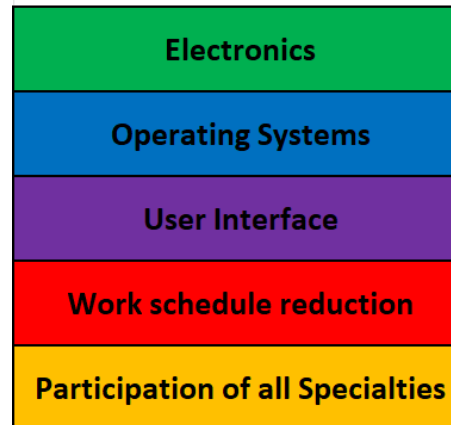 Electronics
Operating Systems
User Interface
Work schedule reduction
Participation of all Specialties